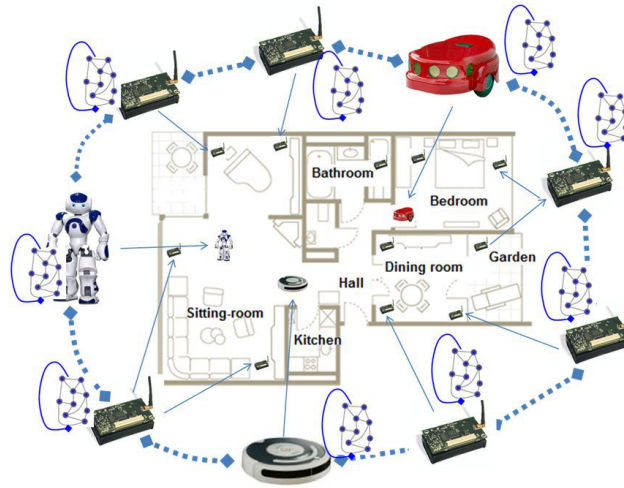 Bathroom
Bedroom
Dining room
Garden
Hall
Sitting-room
Kitchen